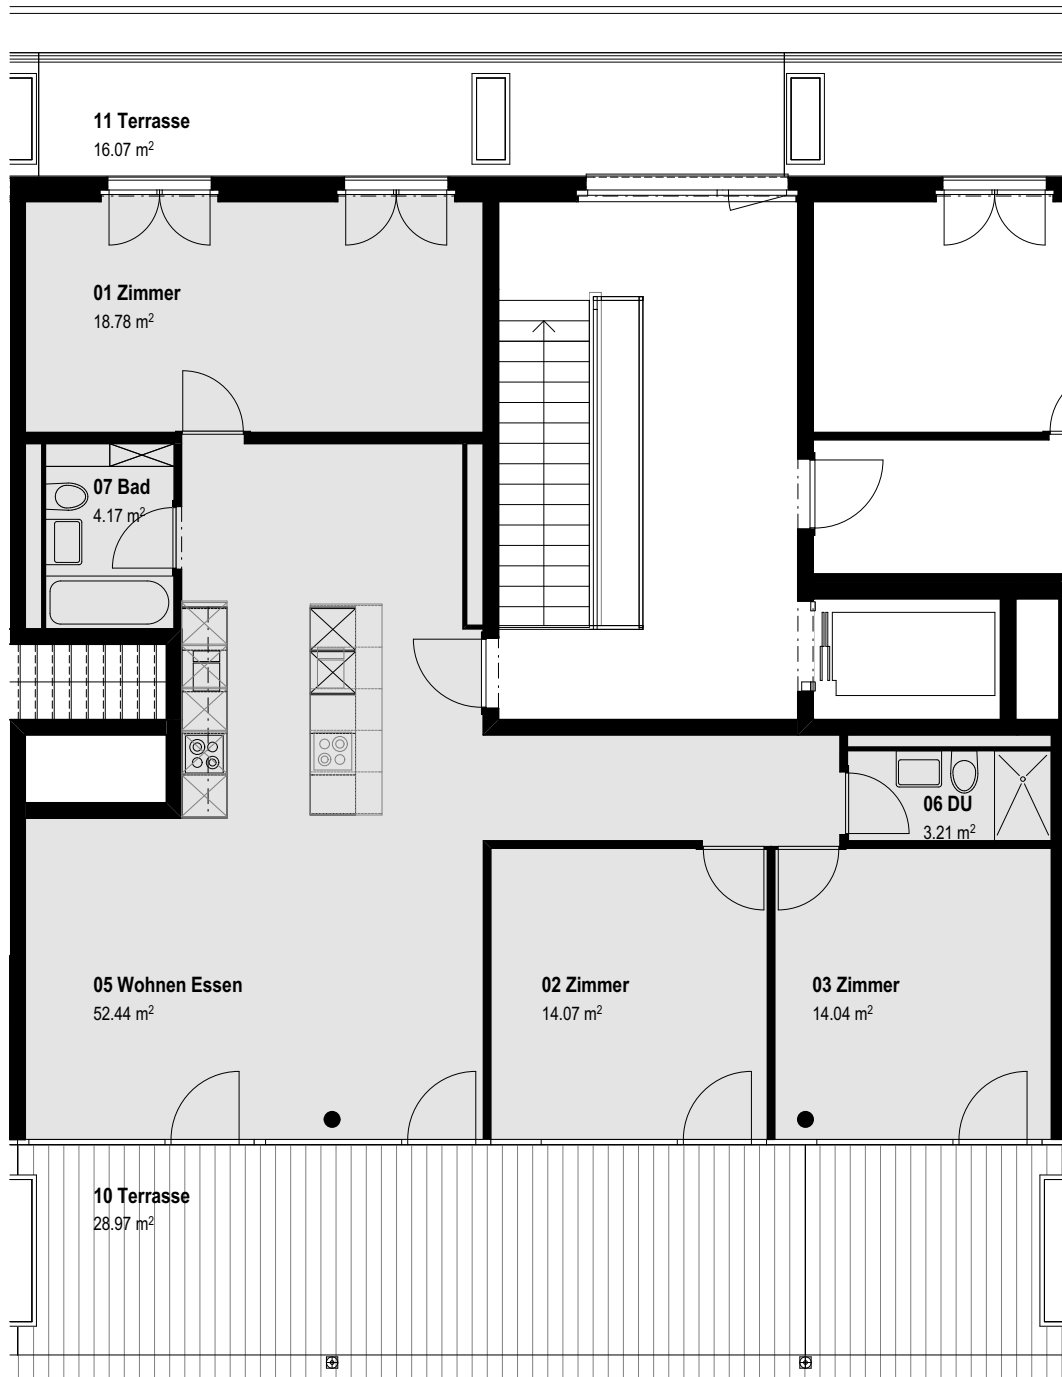 11 Terrasse
16.07 m²
01 Zimmer
18.78 m²
07 Bad
4.17 m²
06 DU
3.21 m²
05 Wohnen Essen
52.44 m²
02 Zimmer
14.07 m²
03 Zimmer
14.04 m²
10 Terrasse
28.97 m²